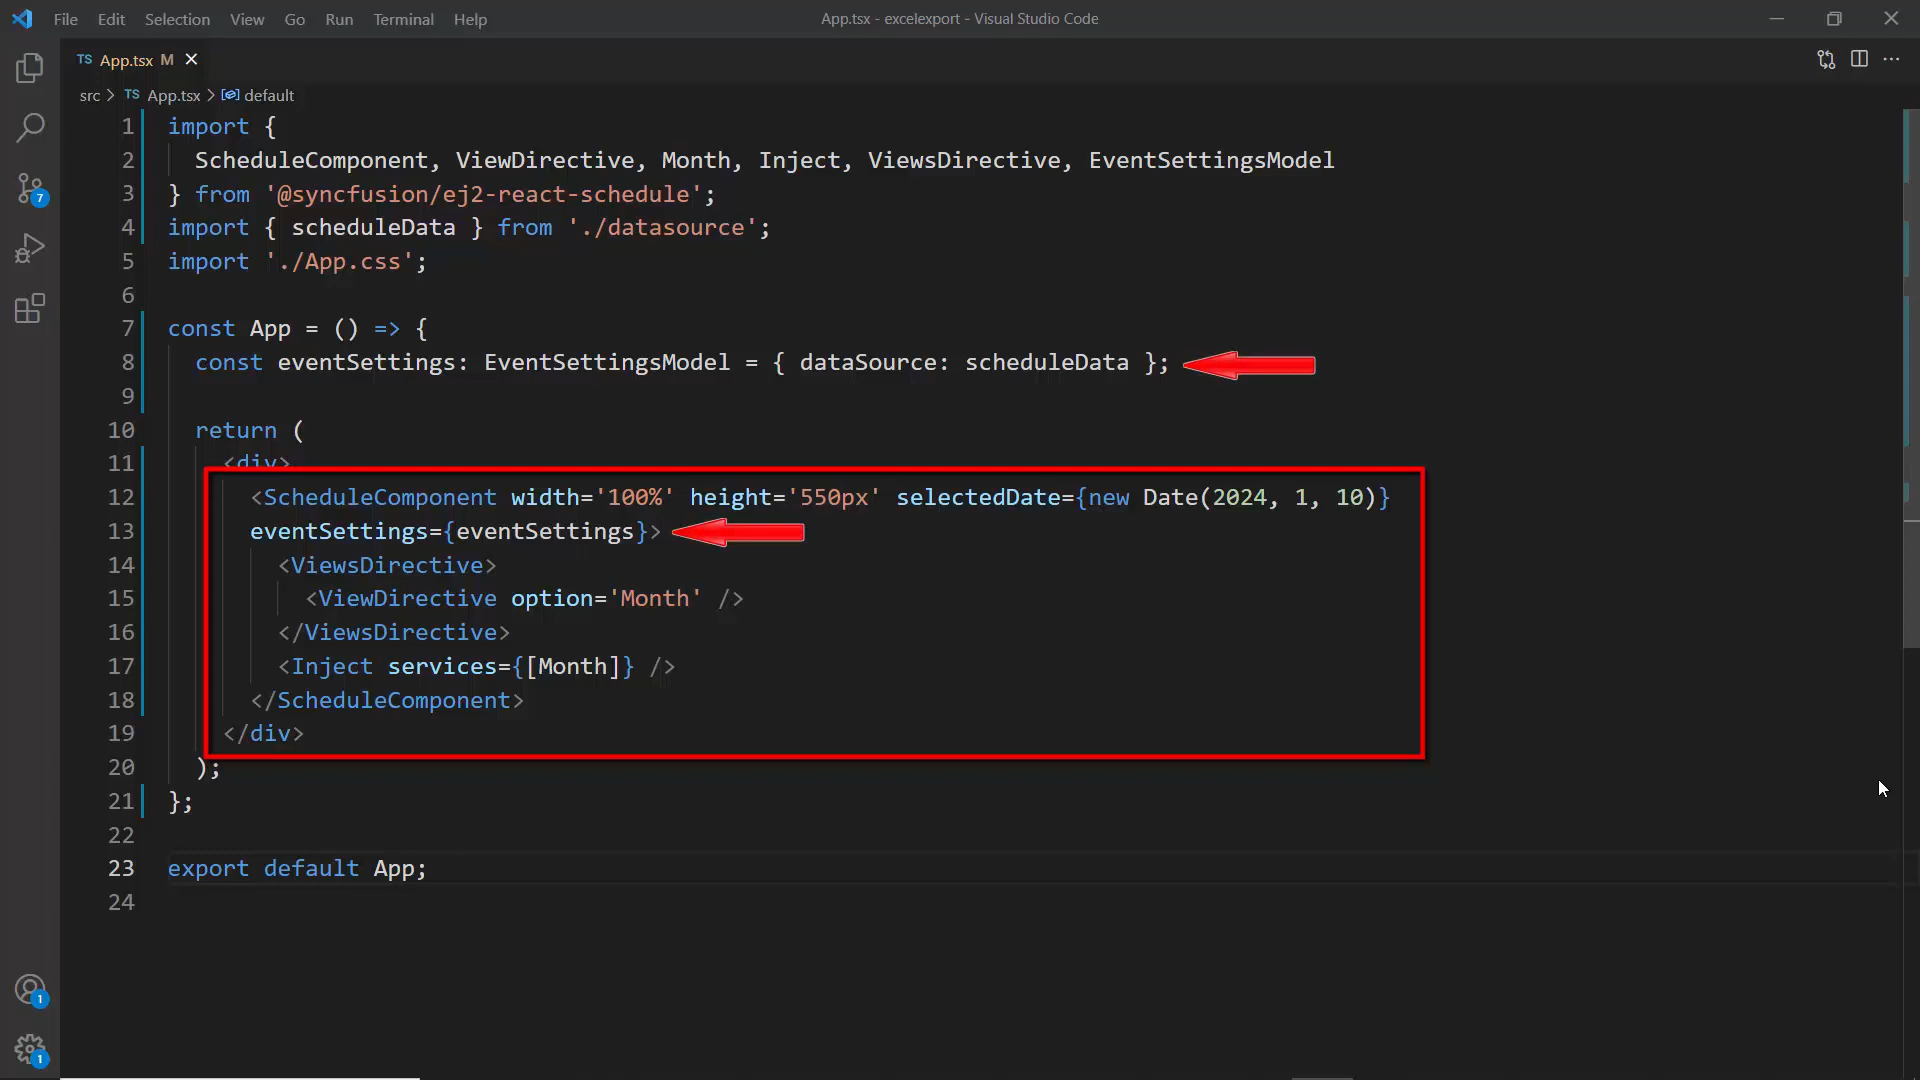 File Edit Selection View Go Run Terminal Help App.tsx - excelexport - Visual Studio Code
TS App.tsx M
src > TS App.tsx > default
1 import {
2 ScheduleComponent, ViewDirective, Month, Inject, ViewsDirective, EventSettingsModel
3 } from '@syncfusion/ej2-react-schedule';
4 import { scheduleData } from './datasource';
5 import './App.css';
6
7 const App = () => {
8 const eventSettings: EventSettingsModel = { dataSource: scheduleData };
9
10 return (
11 <div>
12 <ScheduleComponent width='100%' height='550px' selectedDate={new Date(2024, 1, 10)}
13 eventSettings={eventSettings}>
14 <ViewsDirective>
15 <ViewDirective option='Month' />
16 </ViewsDirective>
17 <Inject services={[Month]} />
18 </ScheduleComponent>
19 </div>
20 );
21 };
22
23 export default App;
24
7
1
1